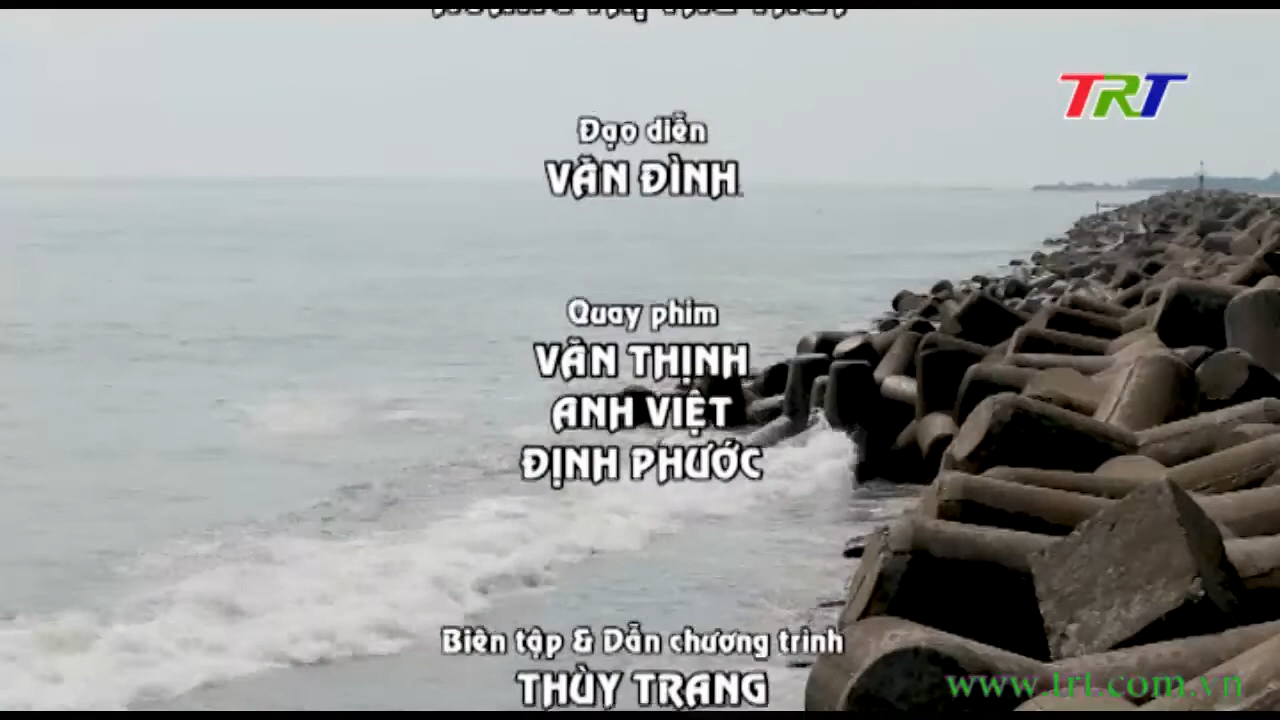 TRT
Đạo diễn
VĂN ĐÌNH
Quay phim
VĂN THỊNH
ANH VIỆT
ĐỊNH PHƯỚC
Biên tập & Dẫn chương trình
THÙY TRANG
www.trt.com.vn